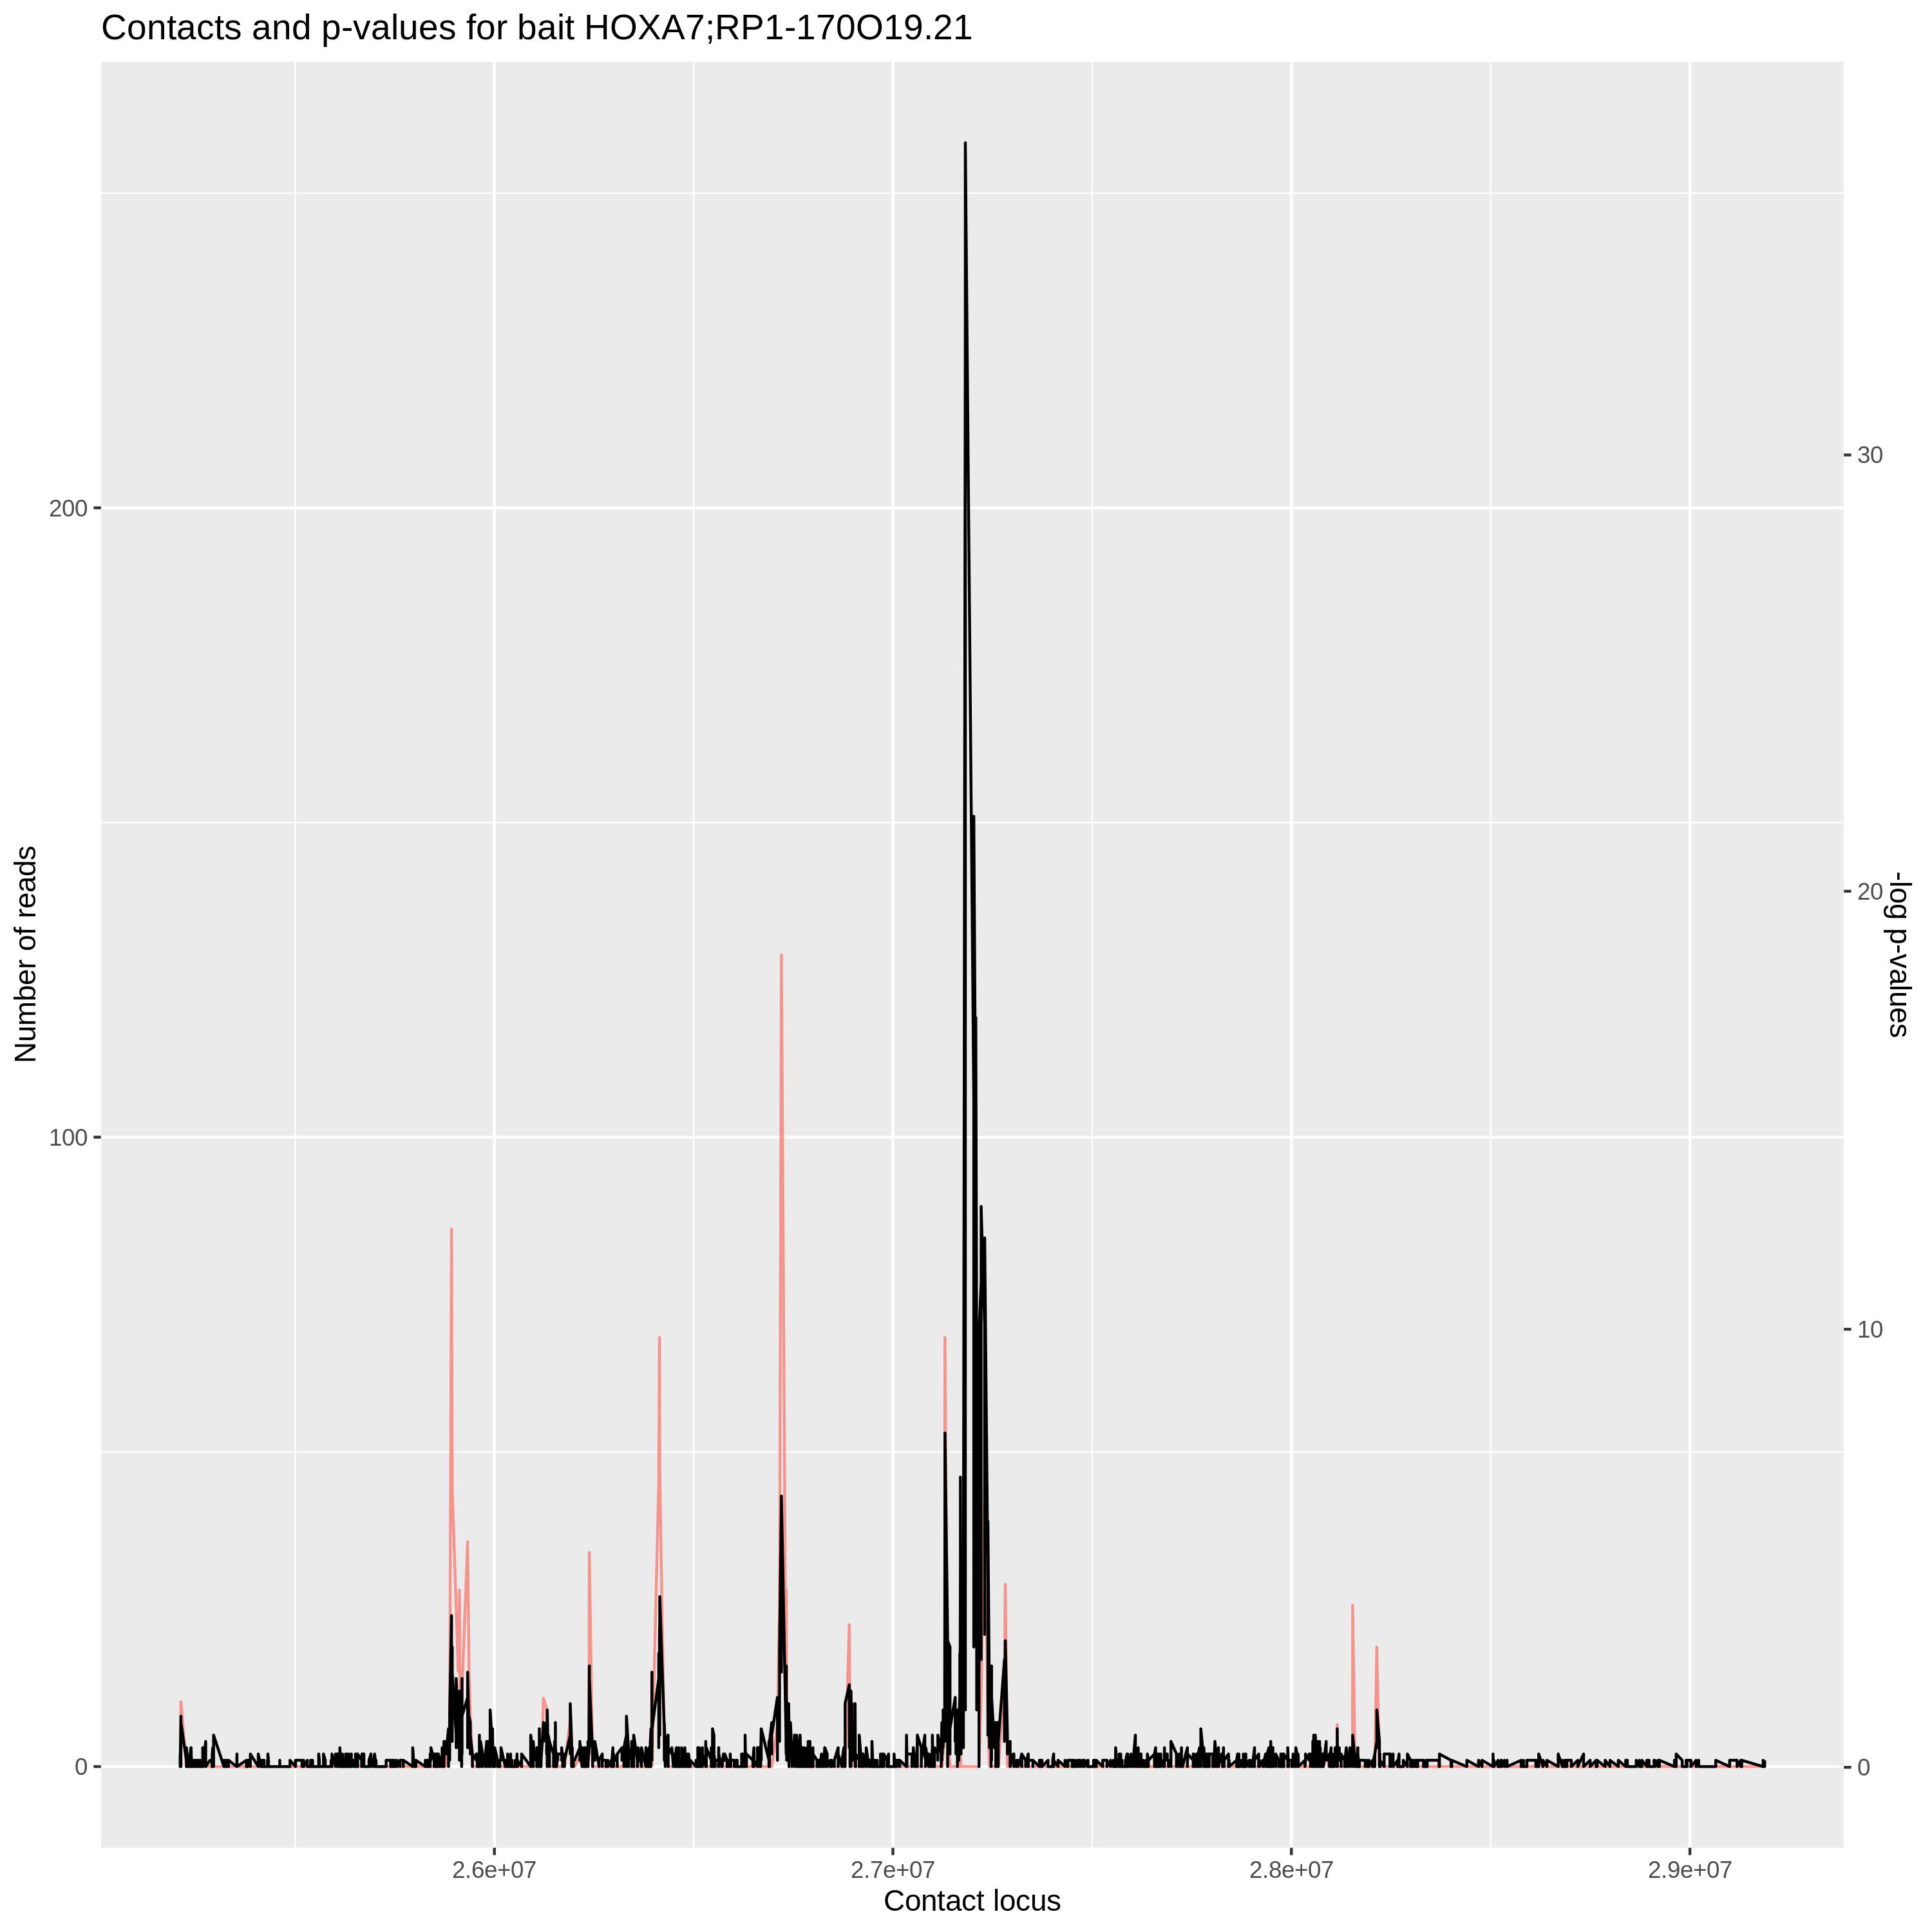 Contacts and p-values for bait HOXA7;RP1-170O19.21
Number of reads
200
100
0
30
20
10
0
-log p-values
2.6e+07 2.7e+07 2.8e+07 2.9e+07
Contact locus